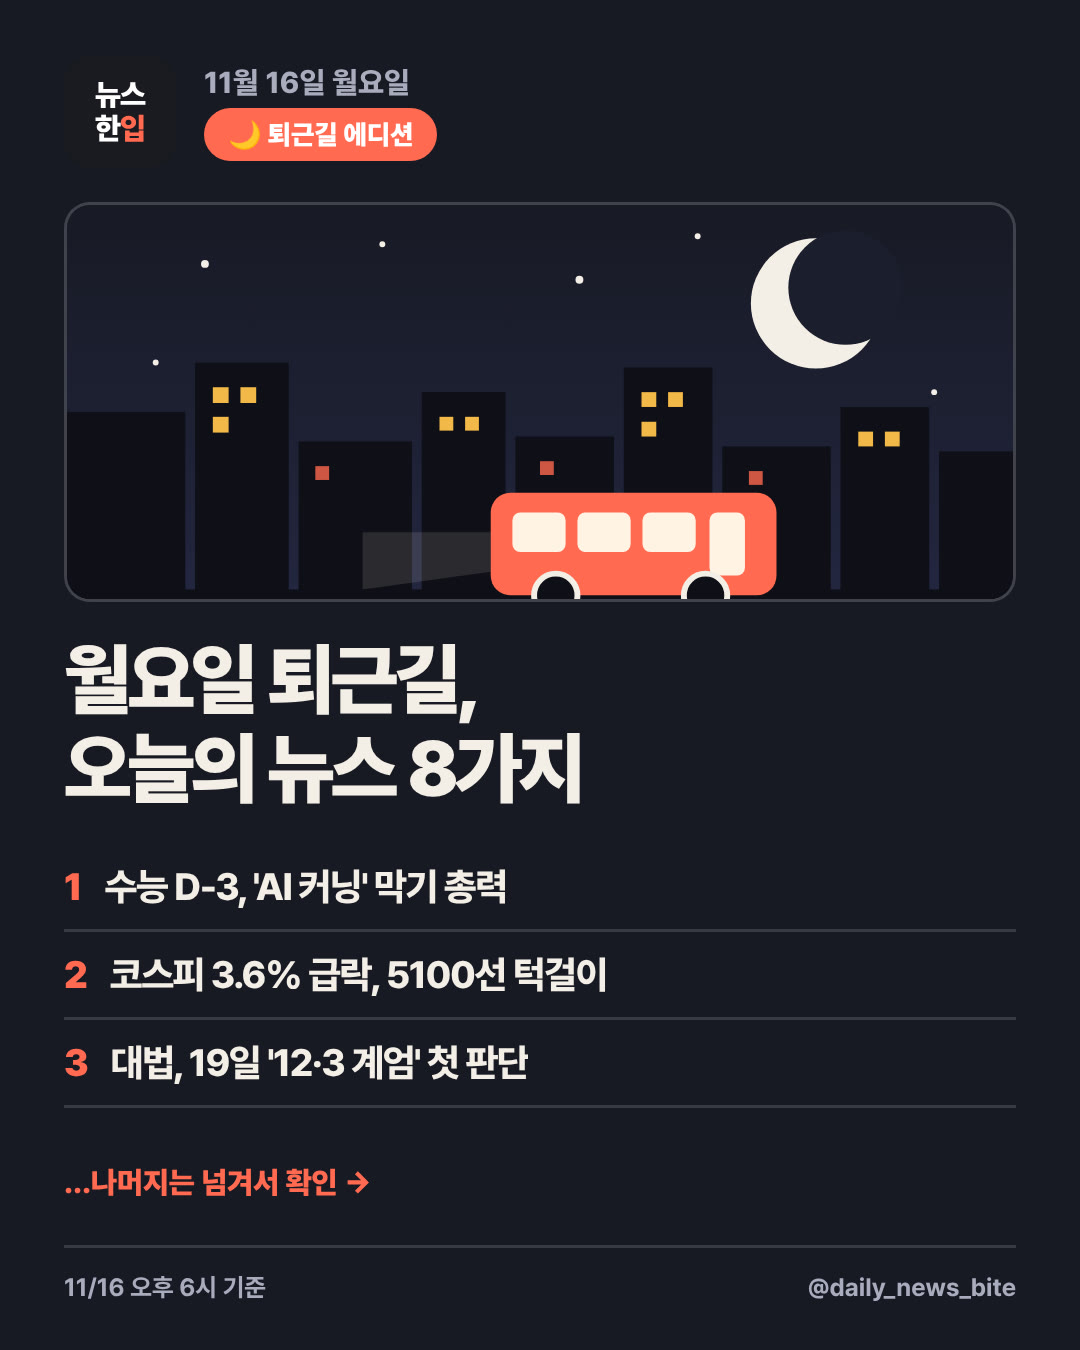 뉴스
한입
11월 16일 월요일
🌙 퇴근길 에디션
월요일 퇴근길,
오늘의 뉴스 8가지
1 수능 D-3, 'AI 커닝' 막기 총력
2 코스피 3.6% 급락, 5100선 턱걸이
3 대법, 19일 '12·3 계엄' 첫 판단
...나머지는 넘겨서 확인 →
11/16 오후 6시 기준
@daily_news_bite